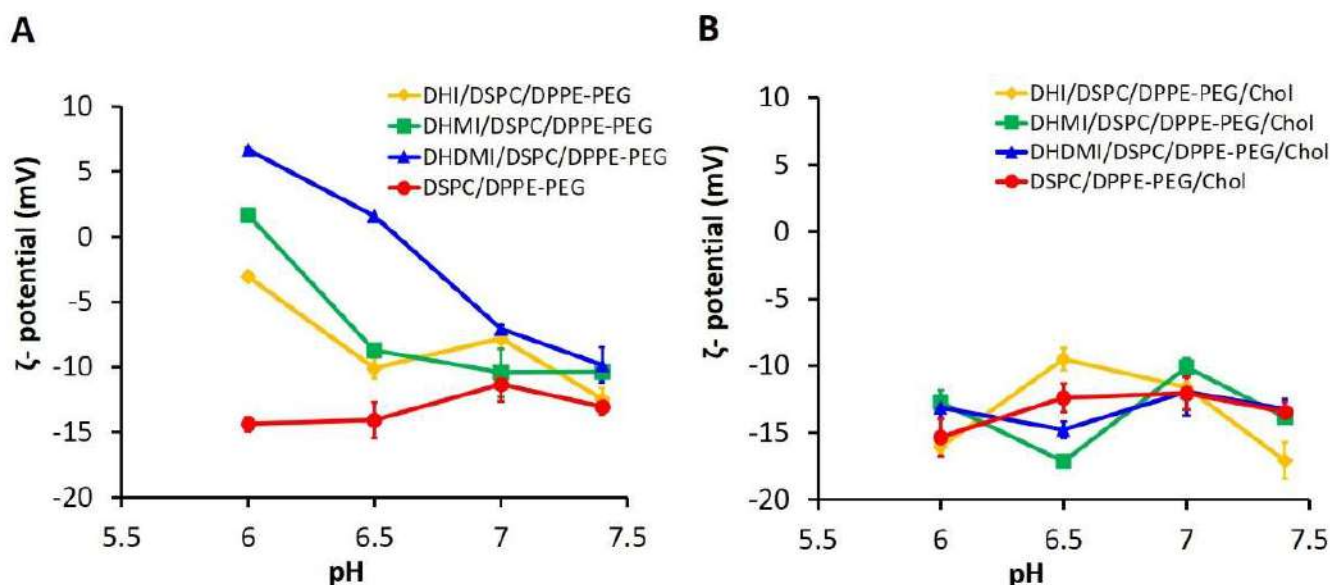 A
DHI/DSPC/DPPE-PEG
DHMI/DSPC/DPPE-PEG
DHDMI/DSPC/DPPE-PEG
DSPC/DPPE-PEG
ζ- potential (mV)
10
5
0
-5
-10
-15
-20
5.5 6 6.5 7 7.5
pH
B
DHI/DSPC/DPPE-PEG/Chol
DHMI/DSPC/DPPE-PEG/Chol
DHDMI/DSPC/DPPE-PEG/Chol
DSPC/DPPE-PEG/Chol
ζ- potential (mV)
10
5
0
-5
-10
-15
-20
5.5 6 6.5 7 7.5
pH